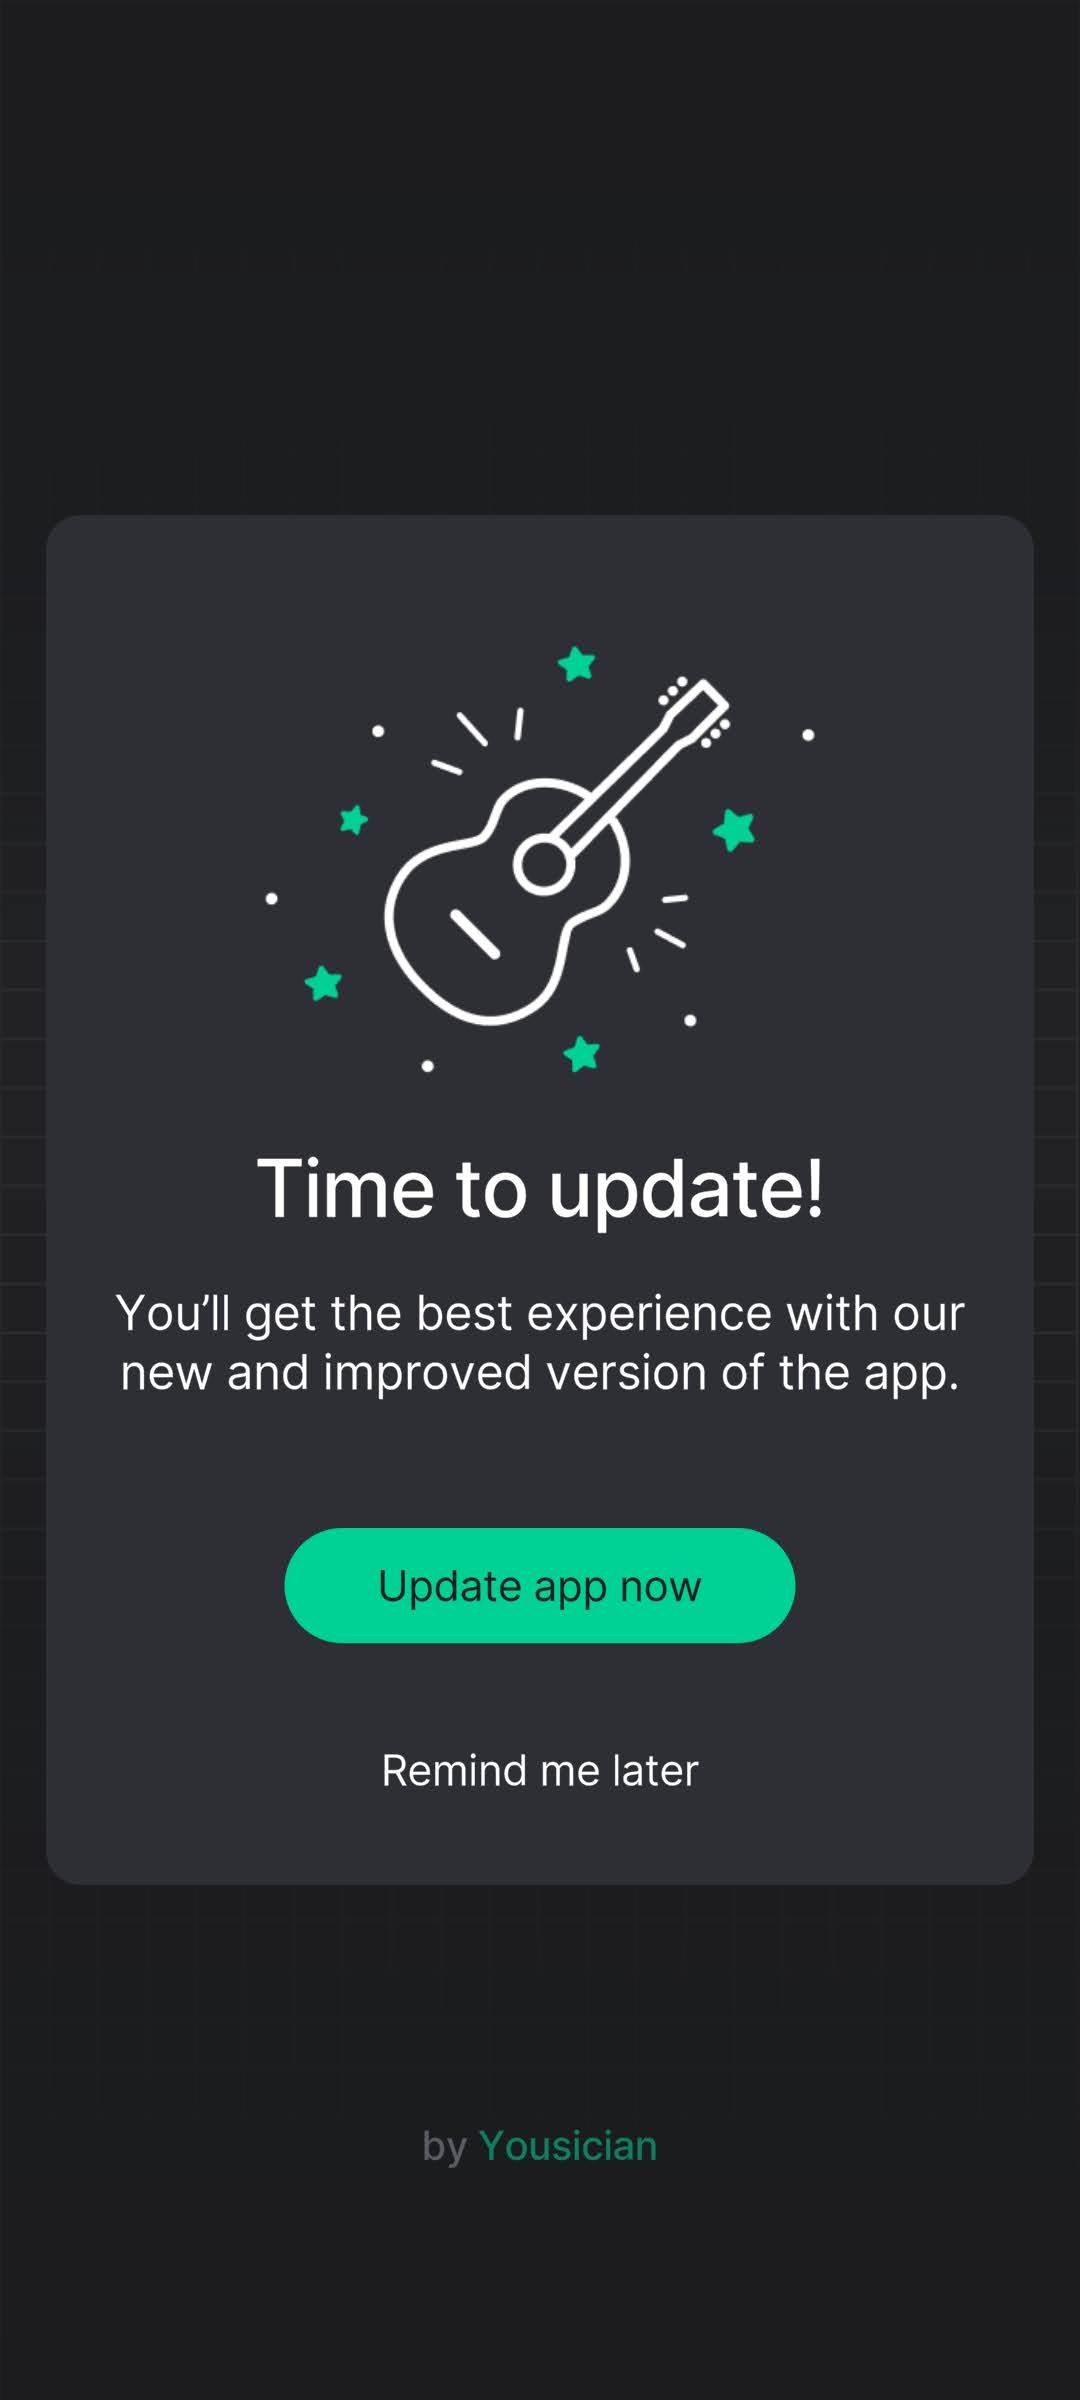 Time to update!
You’ll get the best experience with our
new and improved version of the app.
Update app now
Remind me later
by Yousician